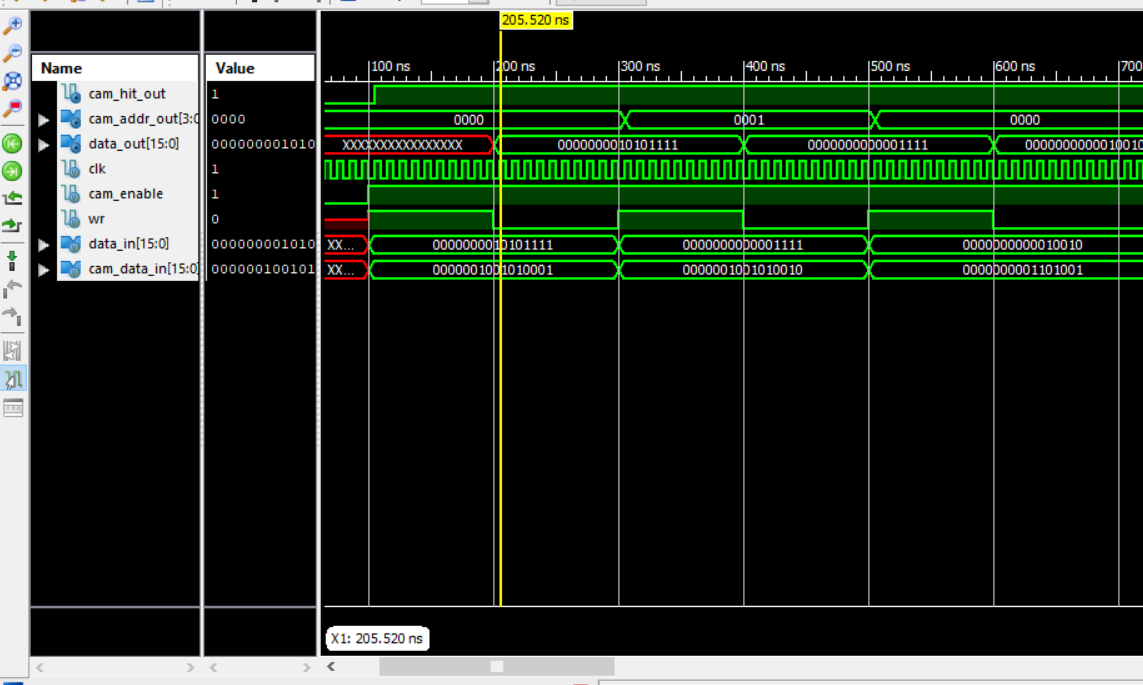 205.520 ns
Name Value
100 ns 200 ns 300 ns 400 ns 500 ns 600 ns 700
cam_hit_out 1
cam_addr_out[3:0 0000 0000 0001 0000
data_out[15:0] 000000001010 XXXXXXXXXXXXXXXX 0000000010101111 0000000000001111 000000000010010
clk 1
cam_enable 1
wr 0
data_in[15:0] 000000001010 XX... 0000000010101111 0000000000001111 0000000000010010
cam_data_in[15:0] 000000100101 XX... 0000001001010001 0000001001010010 0000000001101001
X1: 205.520 ns